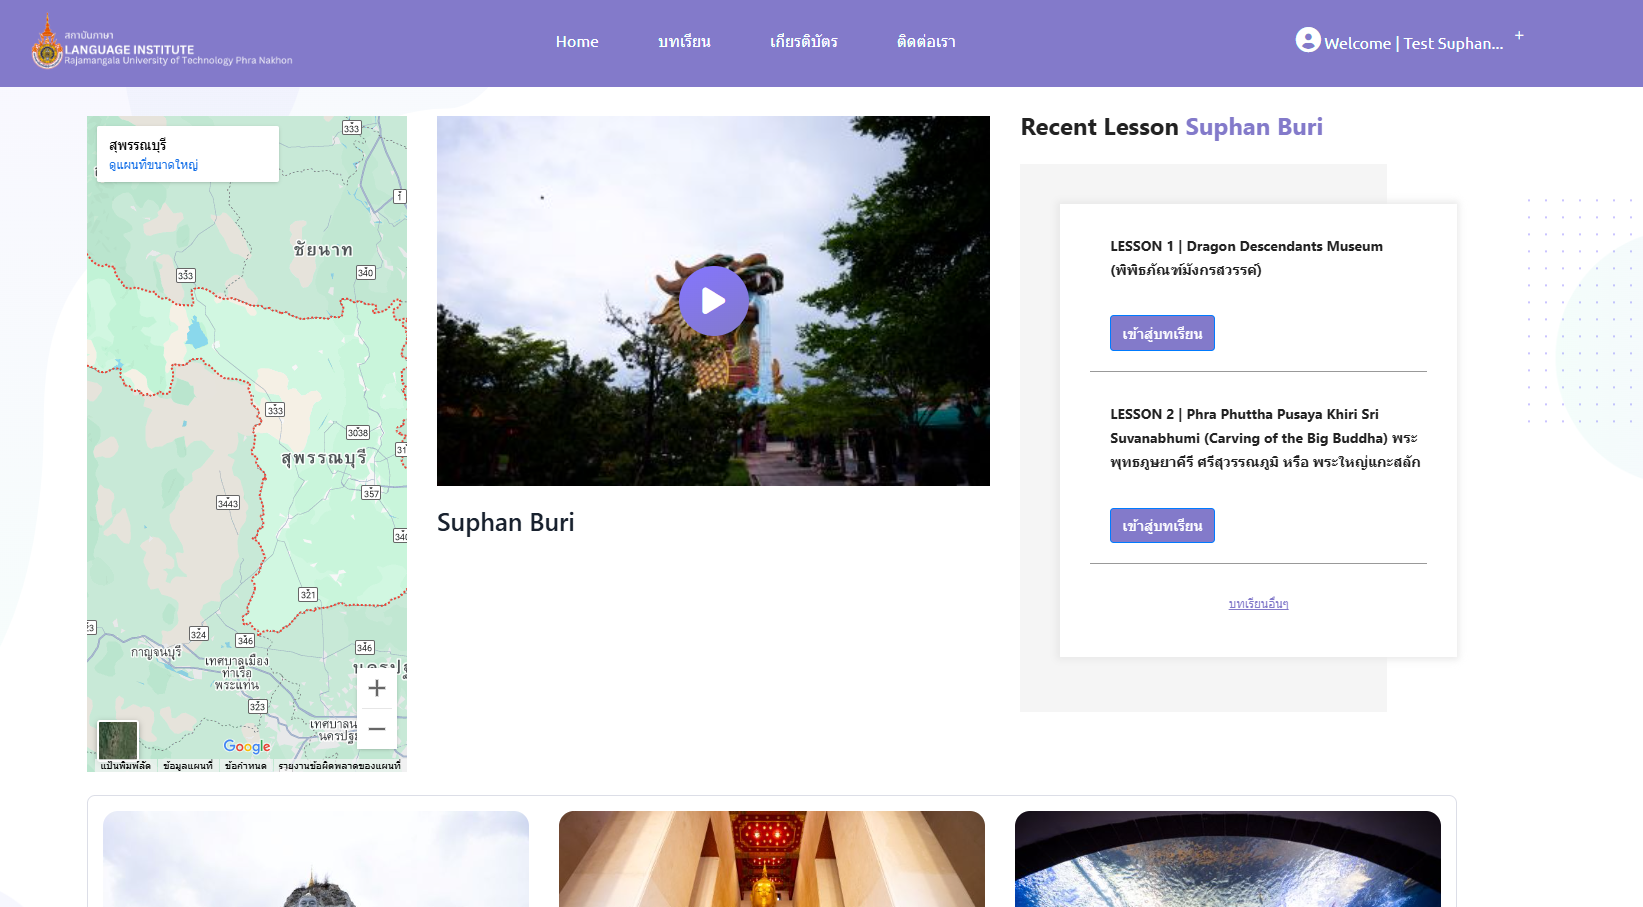 สถาบันภาษา
LANGUAGE INSTITUTE
Rajamangala University of Technology Phra Nakhon
Home
บทเรียน
เกียรติบัตร
ติดต่อเรา
Welcome | Test Suphan...
+
สุพรรณบุรี
ดูแผนที่ขนาดใหญ่
333
1
ชัยนาท
333
340
333
3038
31
สุพรรณบุรี
357
3443
340
321
3
324
346
346
กาญจนบุรี
เทศบาลเมือง
ท่าเรือ
พระแท่น
323
เทศบาลน
นครปฐม
Google
แป้นพิมพ์ลัด
ข้อมูลแผนที่
ข้อกำหนด
รายงานข้อผิดพลาดของแผนที่
Suphan Buri
Recent Lesson Suphan Buri
LESSON 1 | Dragon Descendants Museum
(พิพิธภัณฑ์มังกรสวรรค์)
เข้าสู่บทเรียน
LESSON 2 | Phra Phuttha Pusaya Khiri Sri
Suvanabhumi (Carving of the Big Buddha) พระ
พุทธภูษยาคีรี ศรีสุวรรณภูมิ หรือ พระใหญ่แกะสลัก
เข้าสู่บทเรียน
บทเรียนอื่นๆ